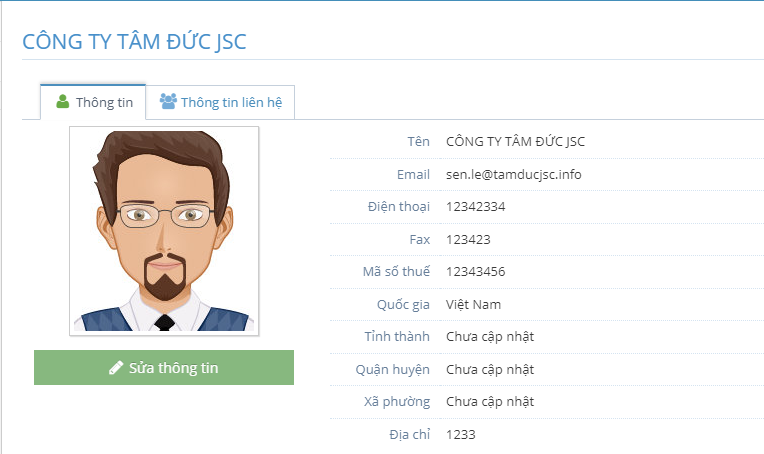 CÔNG TY TÂM ĐỨC JSC
Thông tin
Thông tin liên hệ
Tên CÔNG TY TÂM ĐỨC JSC
Email sen.le@tamducjsc.info
Điện thoại 12342334
Fax 123423
Mã số thuế 12343456
Quốc gia Việt Nam
Tỉnh thành Chưa cập nhật
Quận huyện Chưa cập nhật
Xã phường Chưa cập nhật
Địa chỉ 1233
Sửa thông tin